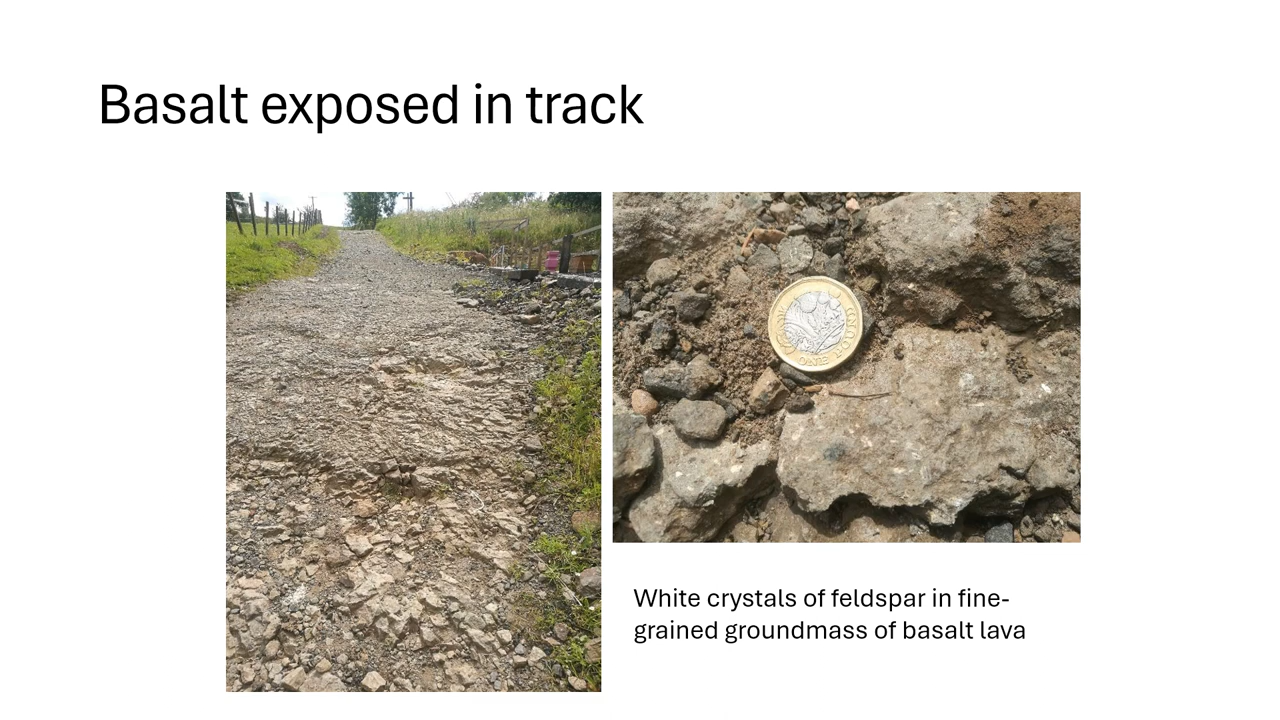 Basalt exposed in track
ONE POUND
White crystals of feldspar in fine-
grained groundmass of basalt lava